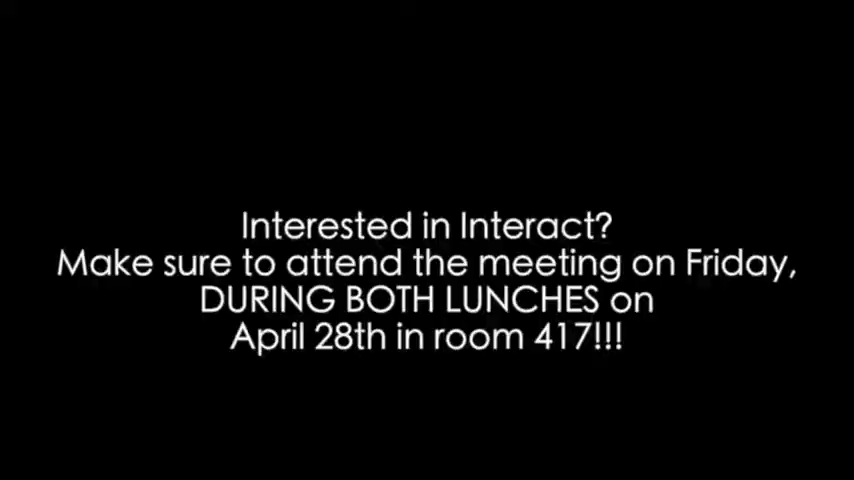 Interested in Interact?
Make sure to attend the meeting on Friday,
DURING BOTH LUNCHES on
April 28th in room 417!!!